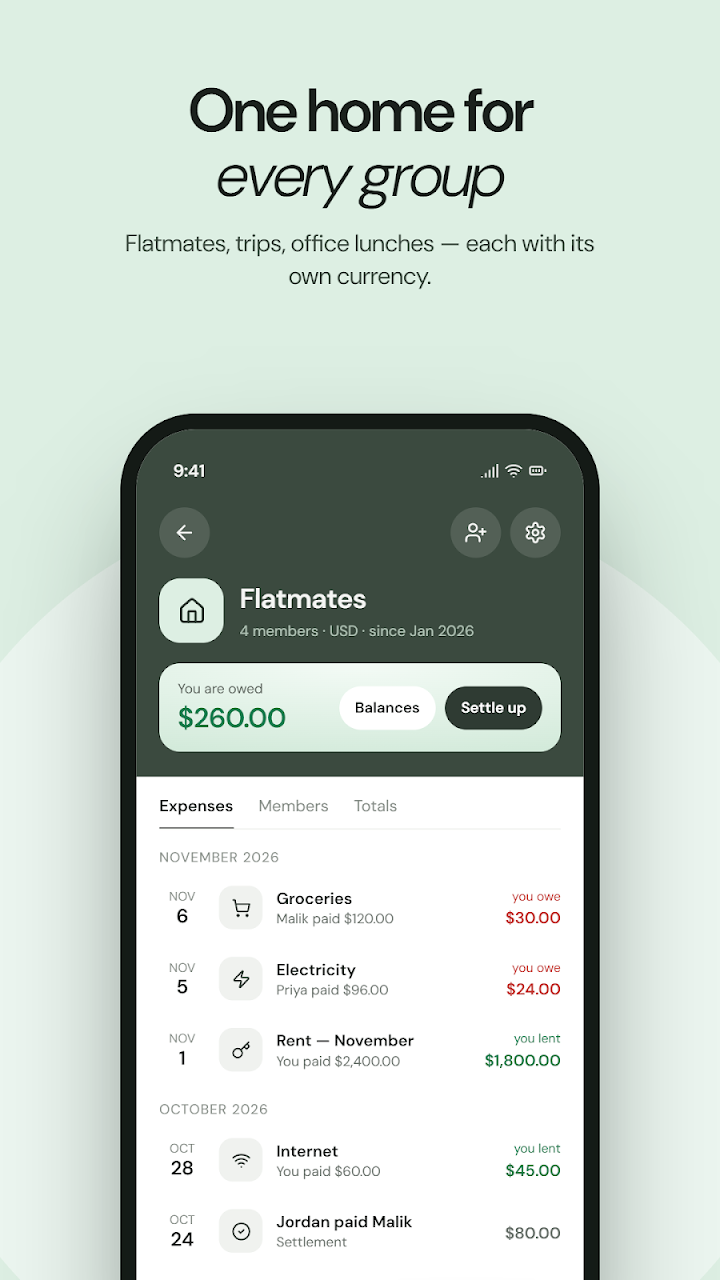 One home for
every group
Flatmates, trips, office lunches — each with its
own currency.
9:41
Flatmates
4 members · USD · since Jan 2026
You are owed
$260.00
Balances
Settle up
Expenses
Members
Totals
NOVEMBER 2026
NOV
6
Groceries
Malik paid $120.00
you owe
$30.00
NOV
5
Electricity
Priya paid $96.00
you owe
$24.00
NOV
1
Rent — November
You paid $2,400.00
you lent
$1,800.00
OCTOBER 2026
OCT
28
Internet
You paid $60.00
you lent
$45.00
OCT
24
Jordan paid Malik
Settlement
$80.00